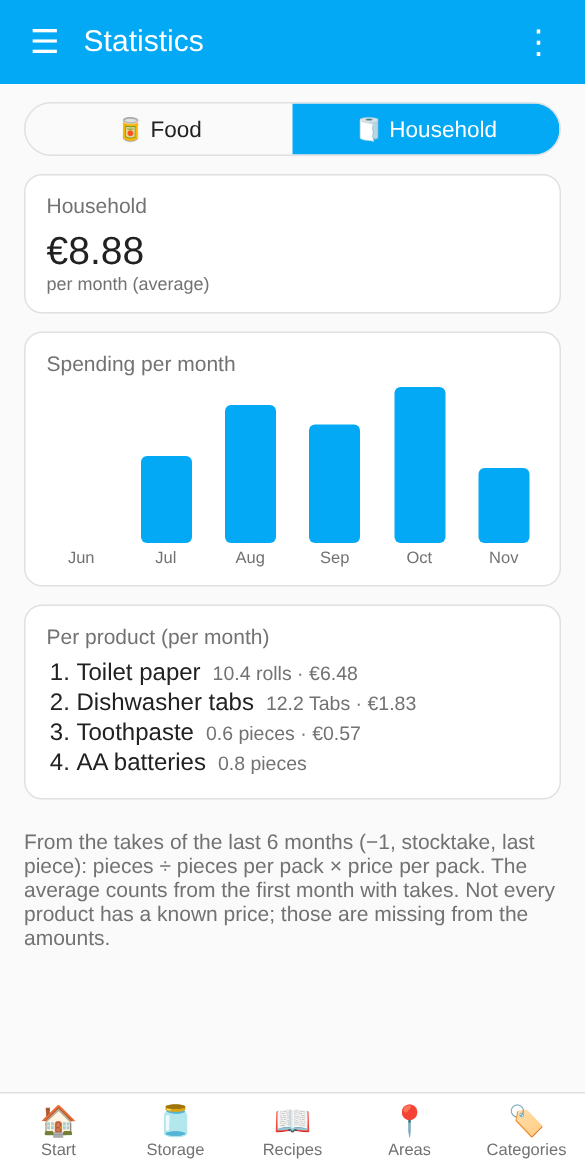 ☰ Statistics ⋮
🥫 Food
🧻 Household
Household
€8.88
per month (average)
Spending per month
Jun Jul Aug Sep Oct Nov
Per product (per month)
1. Toilet paper 10.4 rolls · €6.48
2. Dishwasher tabs 12.2 Tabs · €1.83
3. Toothpaste 0.6 pieces · €0.57
4. AA batteries 0.8 pieces
From the takes of the last 6 months (−1, stocktake, last
piece): pieces ÷ pieces per pack × price per pack. The
average counts from the first month with takes. Not every
product has a known price; those are missing from the
amounts.
Start Storage Recipes Areas Categories